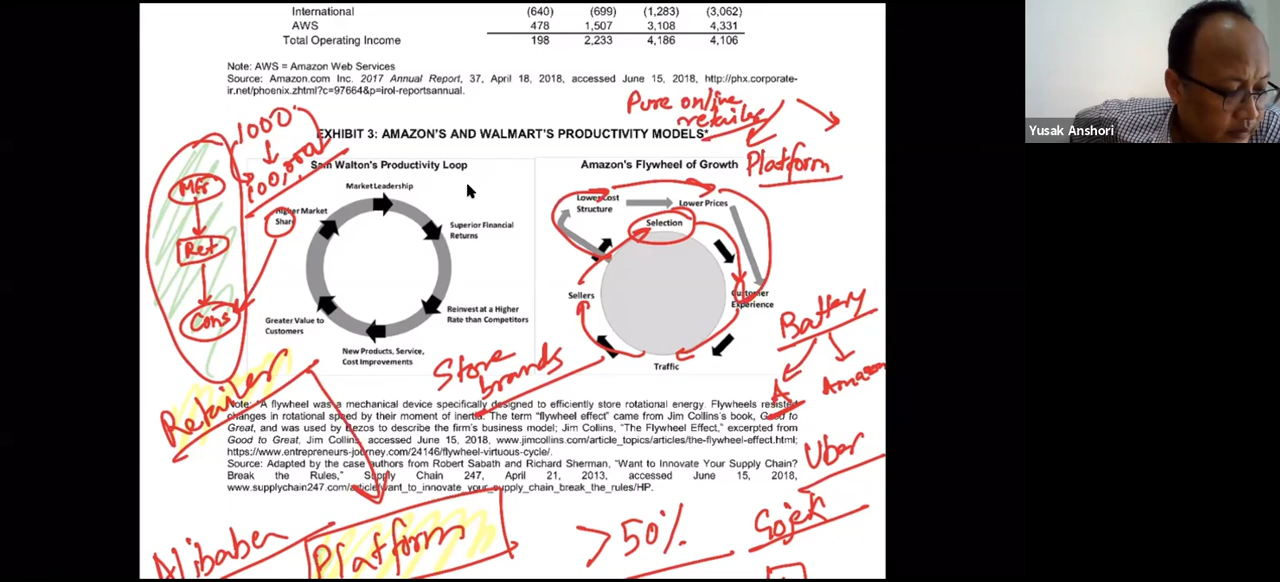 International (640) (699) (1,283) (3,062)
AWS 478 1,507 3,108 4,331
Total Operating Income 198 2,233 4,186 4,106
Note: AWS = Amazon Web Services
Source: Amazon.com Inc. 2017 Annual Report, 37, April 18, 2018, accessed June 15, 2018, http://phx.corporate-
ir.net/phoenix.zhtml?c=97664&p=irol-reportsannual.
Yusak Anshori
Pure online
retailer
1000
100,000
EXHIBIT 3: AMAZON'S AND WALMART'S PRODUCTIVITY MODELS*
Platform
Sam Walton's Productivity Loop
Market Leadership
Superior Financial
Returns
Reinvest at a Higher
Rate than Competitors
New Products, Service,
Cost Improvements
Greater Value to
Customers
Higher Market
Share
Mfr
Ret
Cons
Retailer
Amazon's Flywheel of Growth
Lower Cost
Structure
Lower Prices
Selection
Customer
Experience
Traffic
Sellers
Store
brands
Battery
A
Amazon
Note: *A flywheel was a mechanical device specifically designed to efficiently store rotational energy. Flywheels resisted
changes in rotational speed by their moment of inertia. The term "flywheel effect" came from Jim Collins's book, Good to
Great, and was used by Bezos to describe the firm's business model; Jim Collins, "The Flywheel Effect," excerpted from
Good to Great, Jim Collins, accessed June 15, 2018, www.jimcollins.com/article_topics/articles/the-flywheel-effect.html;
https://www.entrepreneurs-journey.com/24146/flywheel-virtuous-cycle/.
Source: Adapted by the case authors from Robert Sabath and Richard Sherman, "Want to Innovate Your Supply Chain?
Break the Rules," Supply Chain 247, April 21, 2013, accessed June 15, 2018,
www.supplychain247.com/article/want_to_innovate_your_supply_chain_break_the_rules/HP.
Uber
Gojek
Alibaba
Platform
>50%